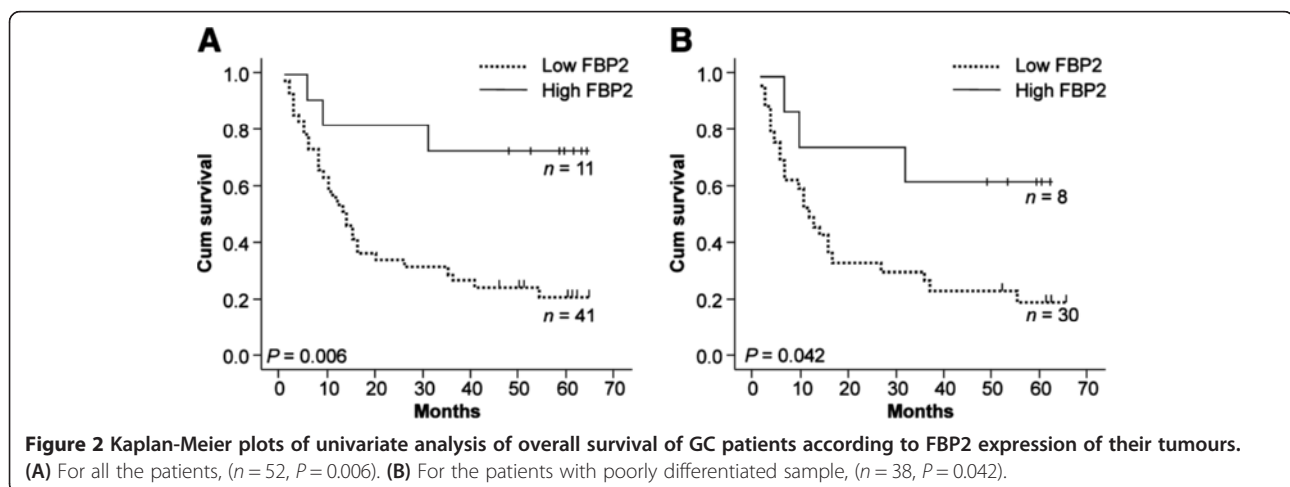 A
Low FBP2
High FBP2
1.0
0.8
0.6
0.4
0.2
0.0
Cum survival
n = 11
n = 41
P = 0.006
0 10 20 30 40 50 60 70
Months
B
Low FBP2
High FBP2
1.0
0.8
0.6
0.4
0.2
0.0
Cum survival
n = 8
n = 30
P = 0.042
0 10 20 30 40 50 60 70
Months
Figure 2 Kaplan-Meier plots of univariate analysis of overall survival of GC patients according to FBP2 expression of their tumours.
(A) For all the patients, (n = 52, P = 0.006). (B) For the patients with poorly differentiated sample, (n = 38, P = 0.042).